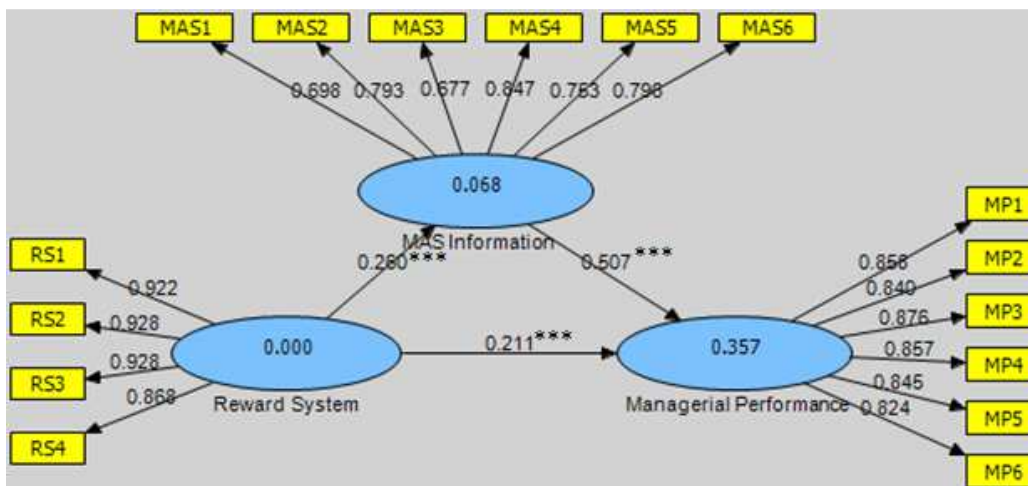 MAS1 MAS2 MAS3 MAS4 MAS5 MAS6
0.698 0.793 0.677 0.847 0.753 0.798
0.068
MAS Information
0.260*** 0.507***
RS1
RS2
RS3
RS4
0.922
0.928
0.928
0.868
0.000
Reward System
0.211***
0.357
Managerial Performance
0.858
0.840
0.876
0.857
0.845
0.824
MP1
MP2
MP3
MP4
MP5
MP6